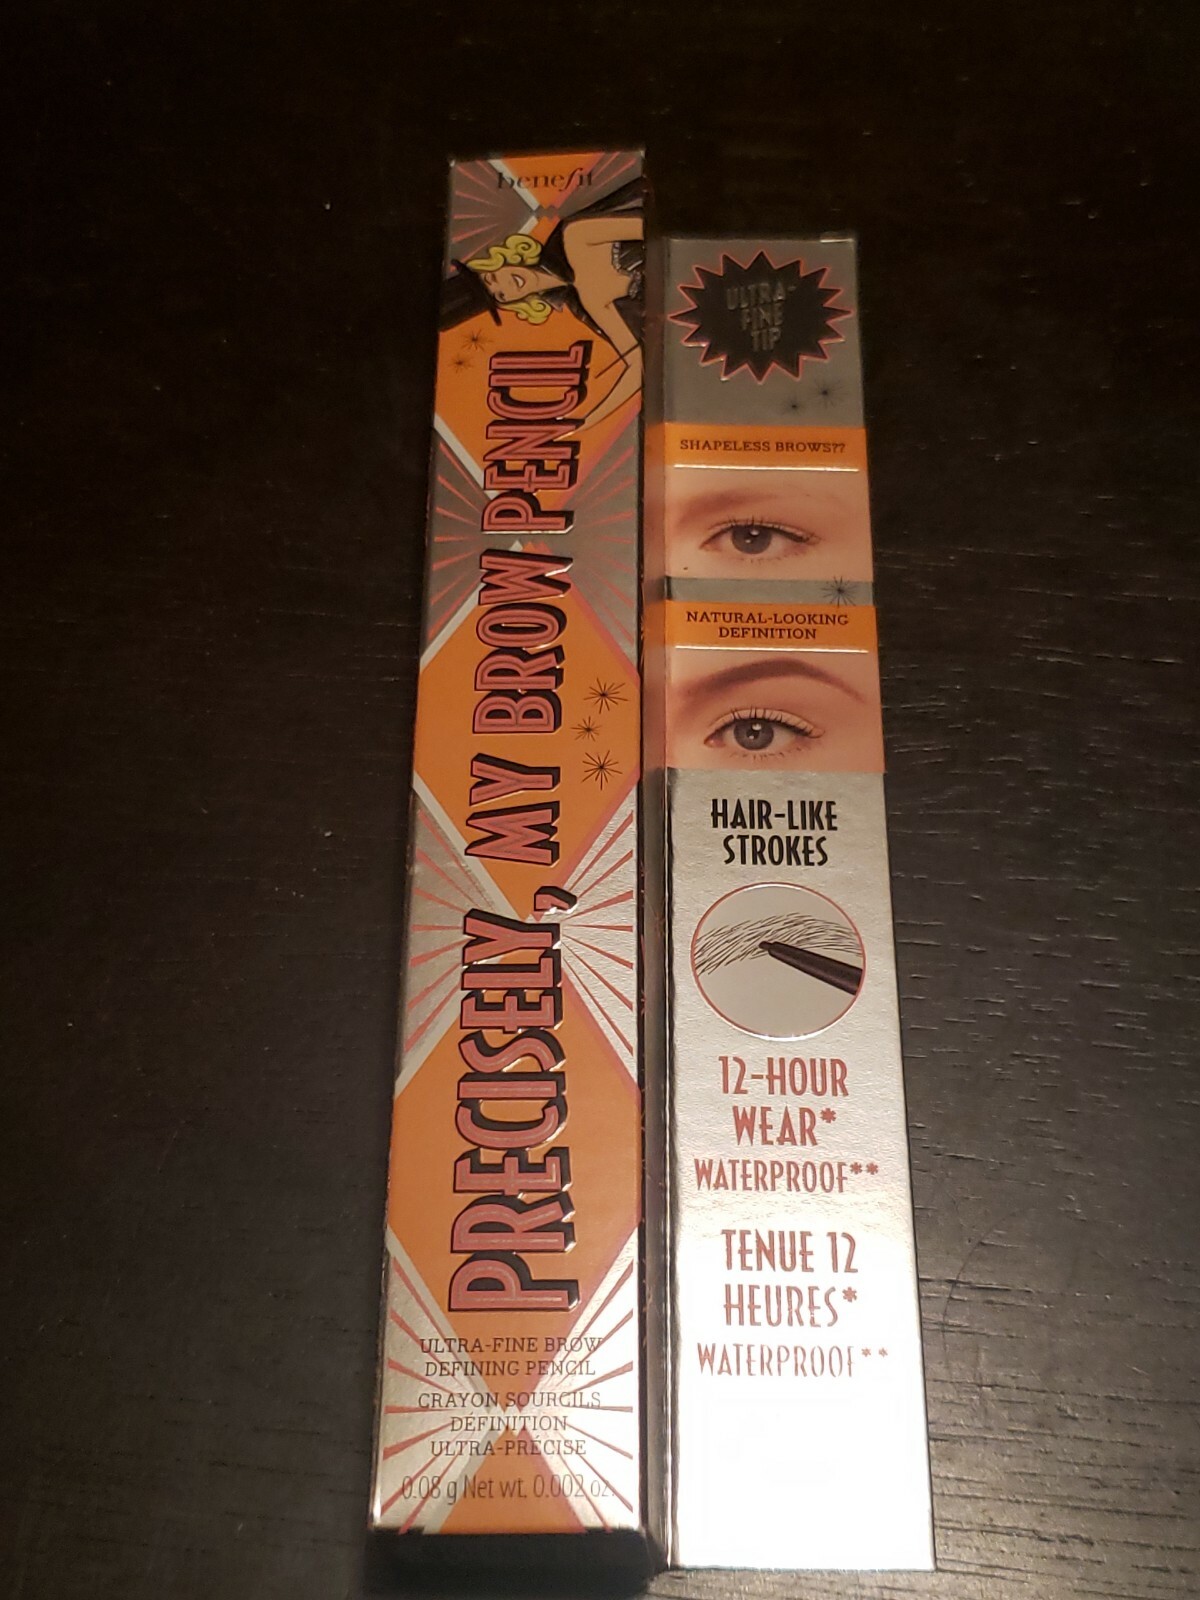 benefit
PRECISELY, MY BROW PENCIL
ULTRA-FINE BROW
DEFINING PENCIL
CRAYON SOURCILS
DÉFINITION
ULTRA-PRÉCISE
0.08 g Net wt. 0.002 oz.
ULTRA-
FINE
TIP
SHAPELESS BROWS??
NATURAL-LOOKING
DEFINITION
HAIR-LIKE
STROKES
12-HOUR
WEAR*
WATERPROOF**
TENUE 12
HEURES*
WATERPROOF**